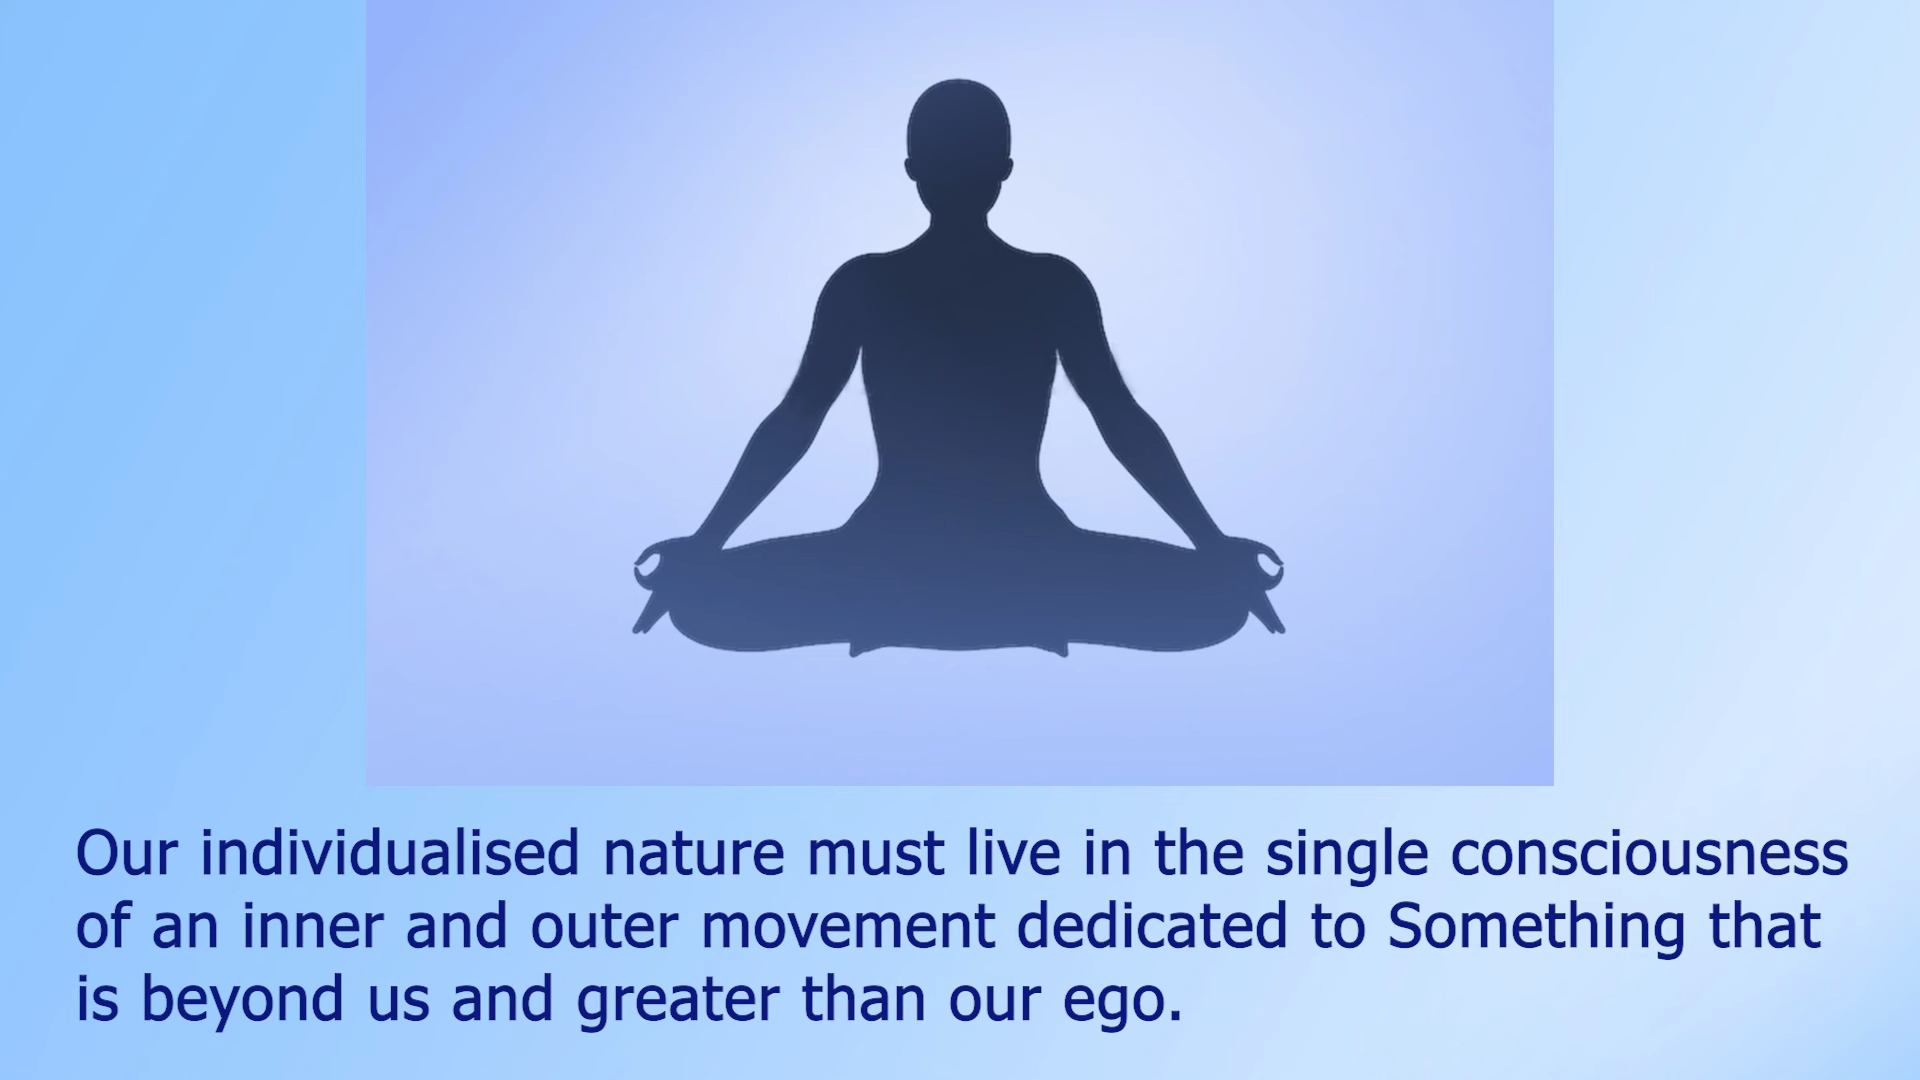 Our individualised nature must live in the single consciousness
of an inner and outer movement dedicated to Something that
is beyond us and greater than our ego.